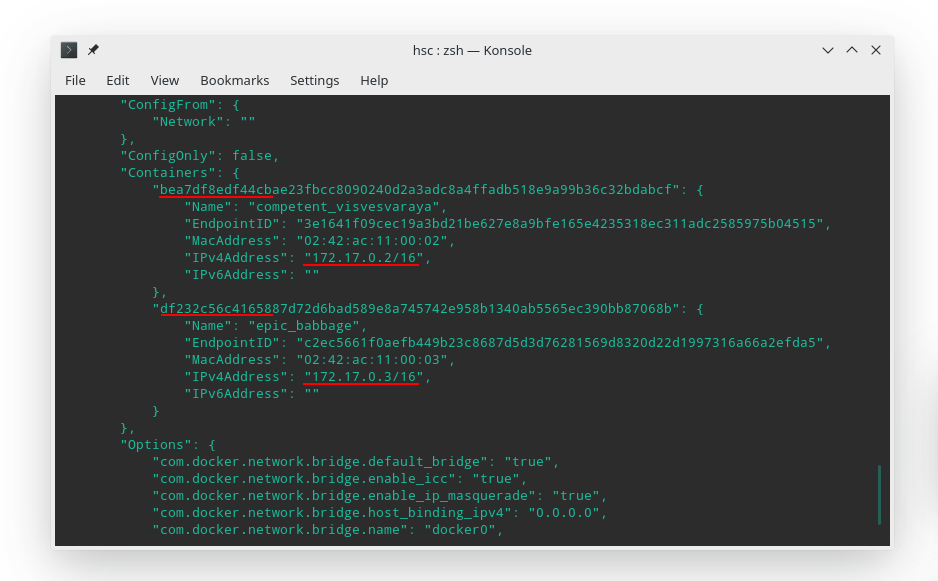 hsc : zsh — Konsole
File Edit View Bookmarks Settings Help
"ConfigFrom": {
"Network": ""
},
"ConfigOnly": false,
"Containers": {
"bea7df8edf44cbae23fbcc8090240d2a3adc8a4ffadb518e9a99b36c32bdabcf": {
"Name": "competent_visvesvaraya",
"EndpointID": "3e1641f09cec19a3bd21be627e8a9bfe165e4235318ec311adc2585975b04515",
"MacAddress": "02:42:ac:11:00:02",
"IPv4Address": "172.17.0.2/16",
"IPv6Address": ""
},
"df232c56c4165887d72d6bad589e8a745742e958b1340ab5565ec390bb87068b": {
"Name": "epic_babbage",
"EndpointID": "c2ec5661f0aefb449b23c8687d5d3d76281569d8320d22d1997316a66a2efda5",
"MacAddress": "02:42:ac:11:00:03",
"IPv4Address": "172.17.0.3/16",
"IPv6Address": ""
}
},
"Options": {
"com.docker.network.bridge.default_bridge": "true",
"com.docker.network.bridge.enable_icc": "true",
"com.docker.network.bridge.enable_ip_masquerade": "true",
"com.docker.network.bridge.host_binding_ipv4": "0.0.0.0",
"com.docker.network.bridge.name": "docker0",